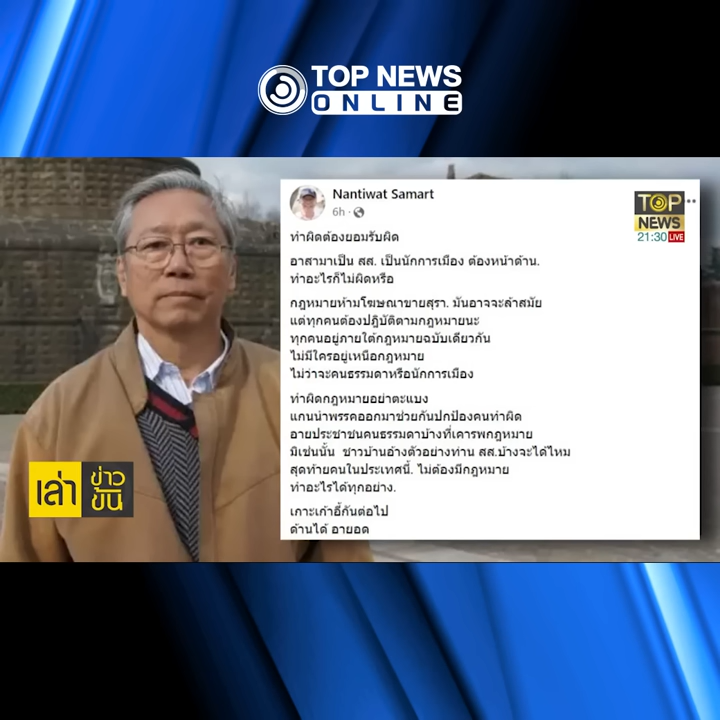 TOP NEWS
ONLINE
Nantiwat Samart
6h
TOP
NEWS
21:30 LIVE
ทำผิดต้องยอมรับผิด
อาสามาเป็น สส. เป็นนักการเมือง ต้องหน้าด้าน.
ทำอะไรก็ไม่ผิดหรือ
กฎหมายห้ามโฆษณาขายสุรา. มันอาจจะล้าสมัย
แต่ทุกคนต้องปฎิบัติตามกฎหมายนะ
ทุกคนอยู่ภายใต้กฎหมายฉบับเดียวกัน
ไม่มีใครอยู่เหนือกฎหมาย
ไม่ว่าจะคนธรรมดาหรือนักการเมือง
ทำผิดกฎหมายอย่าตะแบง
แกนนำพรรคออกมาช่วยกันปกป้องคนทำผิด
อายประชาชนคนธรรมดาบ้างที่เคารพกฎหมาย
มิเช่นนั้น ชาวบ้านอ้างตัวอย่างท่าน สส.บ้างจะได้ไหม
สุดท้ายคนในประเทศนี้. ไม่ต้องมีกฎหมาย
ทำอะไรได้ทุกอย่าง.
เกาะเก้าอี้กันต่อไป
ด้านได้ อายอด
เล่า
ข่าว
ข้น